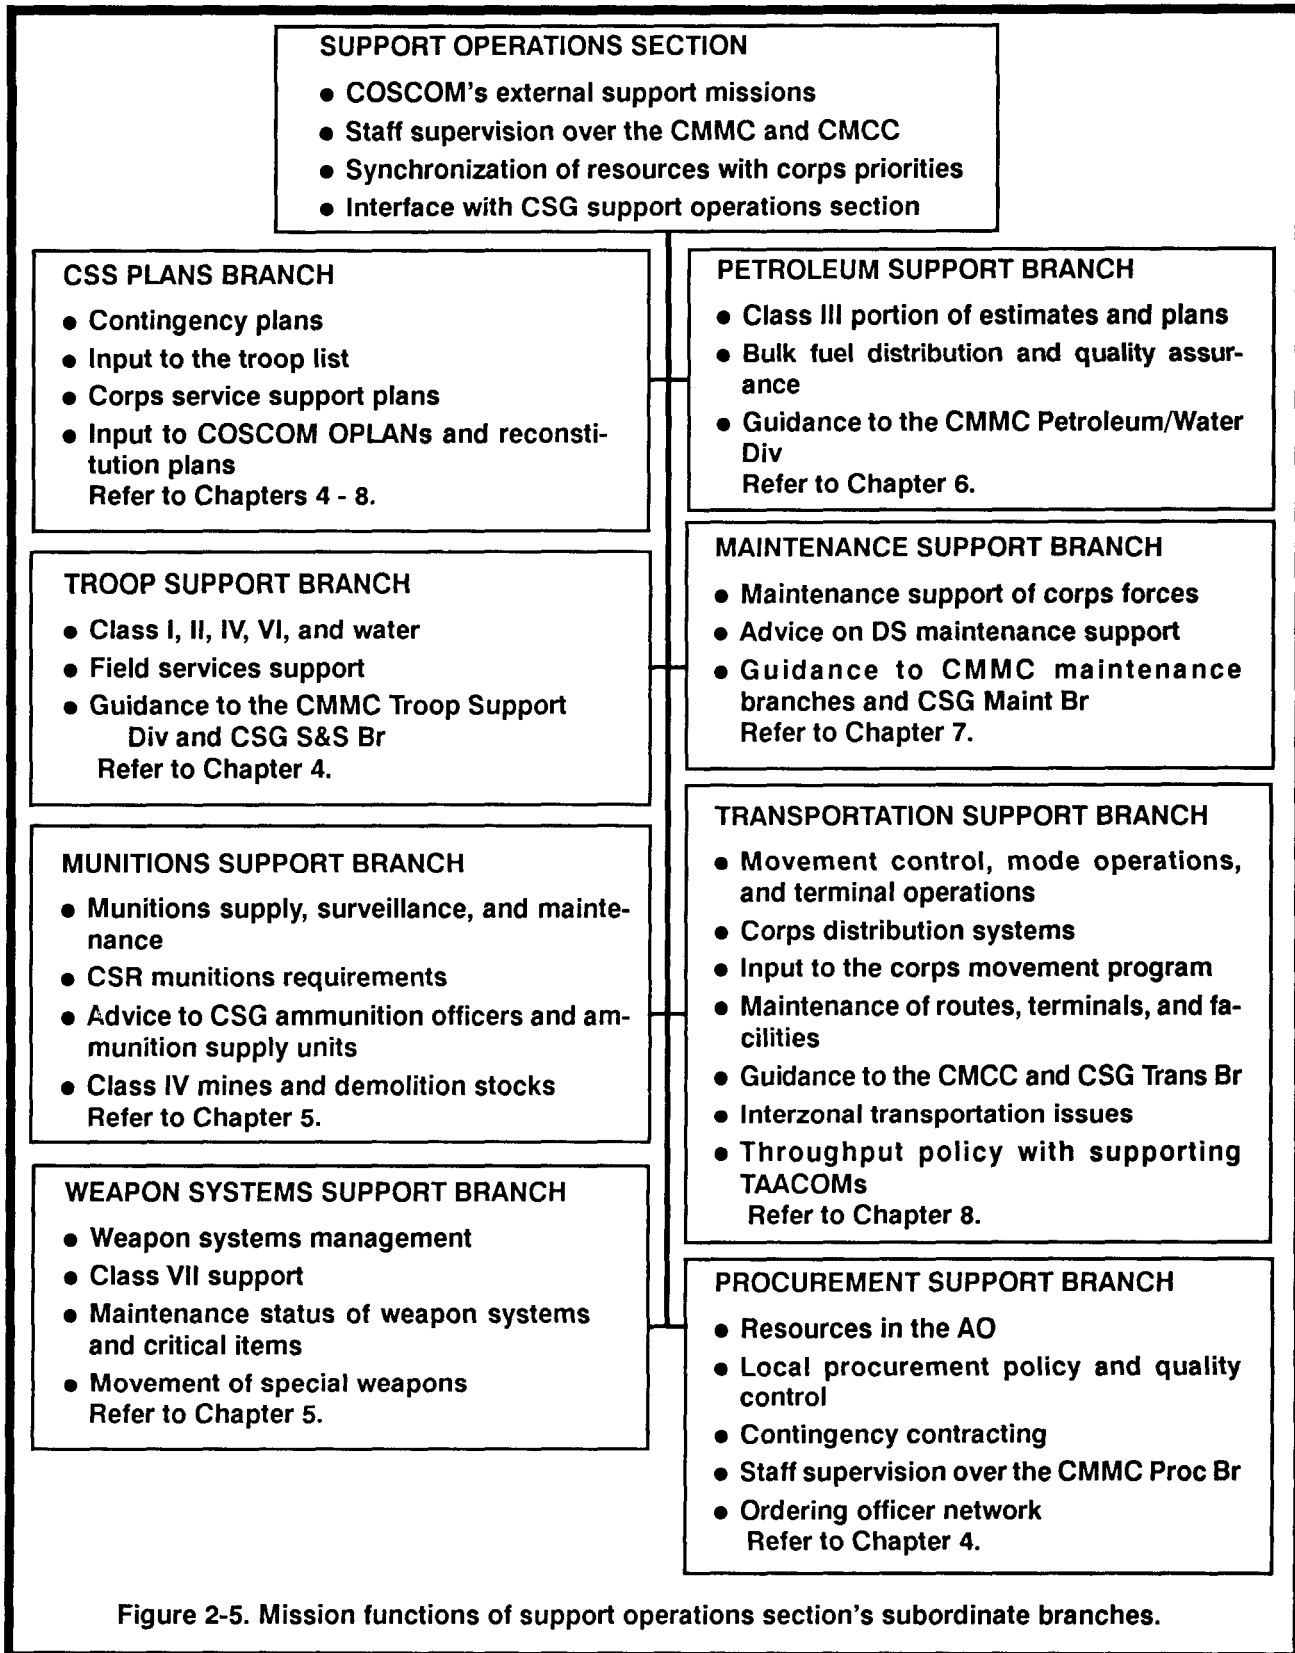 SUPPORT OPERATIONS SECTION
● COSCOM's external support missions
● Staff supervision over the CMMC and CMCC
● Synchronization of resources with corps priorities
● Interface with CSG support operations section
CSS PLANS BRANCH
● Contingency plans
● Input to the troop list
● Corps service support plans
● Input to COSCOM OPLANs and reconsti-
tution plans
Refer to Chapters 4 - 8.
TROOP SUPPORT BRANCH
● Class I, II, IV, VI, and water
● Field services support
● Guidance to the CMMC Troop Support
Div and CSG S&S Br
Refer to Chapter 4.
MUNITIONS SUPPORT BRANCH
● Munitions supply, surveillance, and mainte-
nance
● CSR munitions requirements
● Advice to CSG ammunition officers and am-
munition supply units
● Class IV mines and demolition stocks
Refer to Chapter 5.
WEAPON SYSTEMS SUPPORT BRANCH
● Weapon systems management
● Class VII support
● Maintenance status of weapon systems
and critical items
● Movement of special weapons
Refer to Chapter 5.
PETROLEUM SUPPORT BRANCH
● Class III portion of estimates and plans
● Bulk fuel distribution and quality assur-
ance
● Guidance to the CMMC Petroleum/Water
Div
Refer to Chapter 6.
MAINTENANCE SUPPORT BRANCH
● Maintenance support of corps forces
● Advice on DS maintenance support
● Guidance to CMMC maintenance
branches and CSG Maint Br
Refer to Chapter 7.
TRANSPORTATION SUPPORT BRANCH
● Movement control, mode operations,
and terminal operations
● Corps distribution systems
● Input to the corps movement program
● Maintenance of routes, terminals, and fa-
cilities
● Guidance to the CMCC and CSG Trans Br
● Interzonal transportation issues
● Throughput policy with supporting
TAACOMs
Refer to Chapter 8.
PROCUREMENT SUPPORT BRANCH
● Resources in the AO
● Local procurement policy and quality
control
● Contingency contracting
● Staff supervision over the CMMC Proc Br
● Ordering officer network
Refer to Chapter 4.
Figure 2-5. Mission functions of support operations section's subordinate branches.